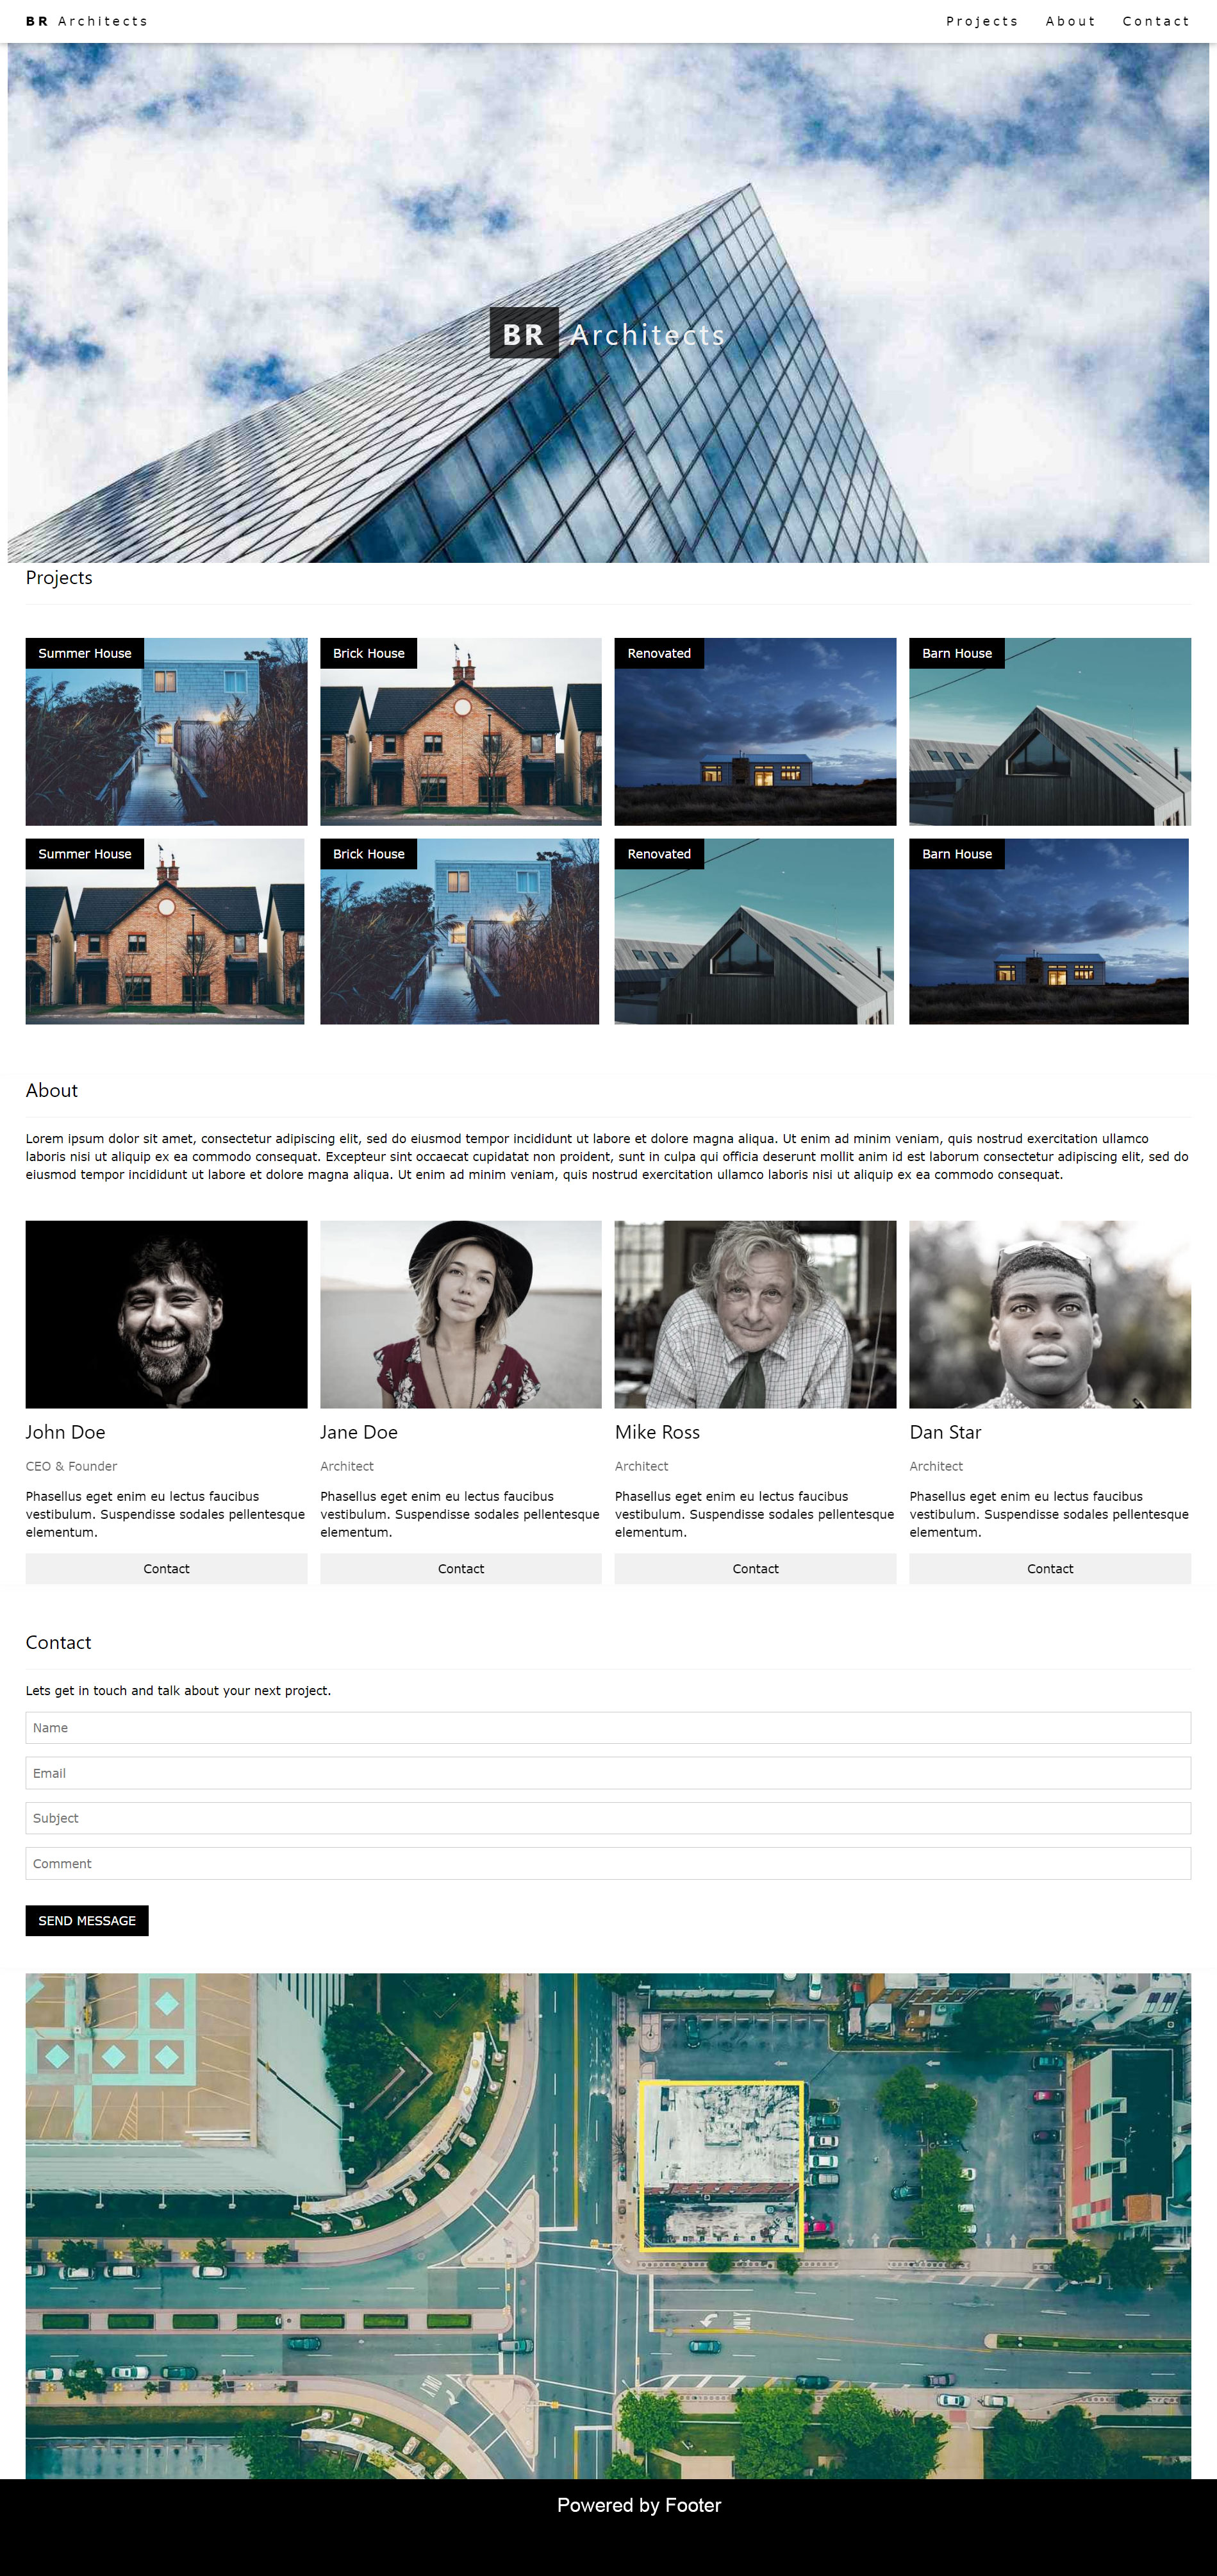 BR Architects
Projects About Contact
BR Architects
Projects
Summer House
Brick House
Renovated
Barn House
Summer House
Brick House
Renovated
Barn House
About
Lorem ipsum dolor sit amet, consectetur adipiscing elit, sed do eiusmod tempor incididunt ut labore et dolore magna aliqua. Ut enim ad minim veniam, quis nostrud exercitation ullamco
laboris nisi ut aliquip ex ea commodo consequat. Excepteur sint occaecat cupidatat non proident, sunt in culpa qui officia deserunt mollit anim id est laborum consectetur adipiscing elit, sed do
eiusmod tempor incididunt ut labore et dolore magna aliqua. Ut enim ad minim veniam, quis nostrud exercitation ullamco laboris nisi ut aliquip ex ea commodo consequat.
John Doe
CEO & Founder
Phasellus eget enim eu lectus faucibus
vestibulum. Suspendisse sodales pellentesque
elementum.
Contact
Jane Doe
Architect
Phasellus eget enim eu lectus faucibus
vestibulum. Suspendisse sodales pellentesque
elementum.
Contact
Mike Ross
Architect
Phasellus eget enim eu lectus faucibus
vestibulum. Suspendisse sodales pellentesque
elementum.
Contact
Dan Star
Architect
Phasellus eget enim eu lectus faucibus
vestibulum. Suspendisse sodales pellentesque
elementum.
Contact
Contact
Lets get in touch and talk about your next project.
Name
Email
Subject
Comment
SEND MESSAGE
ONLY
ONLY
Powered by Footer